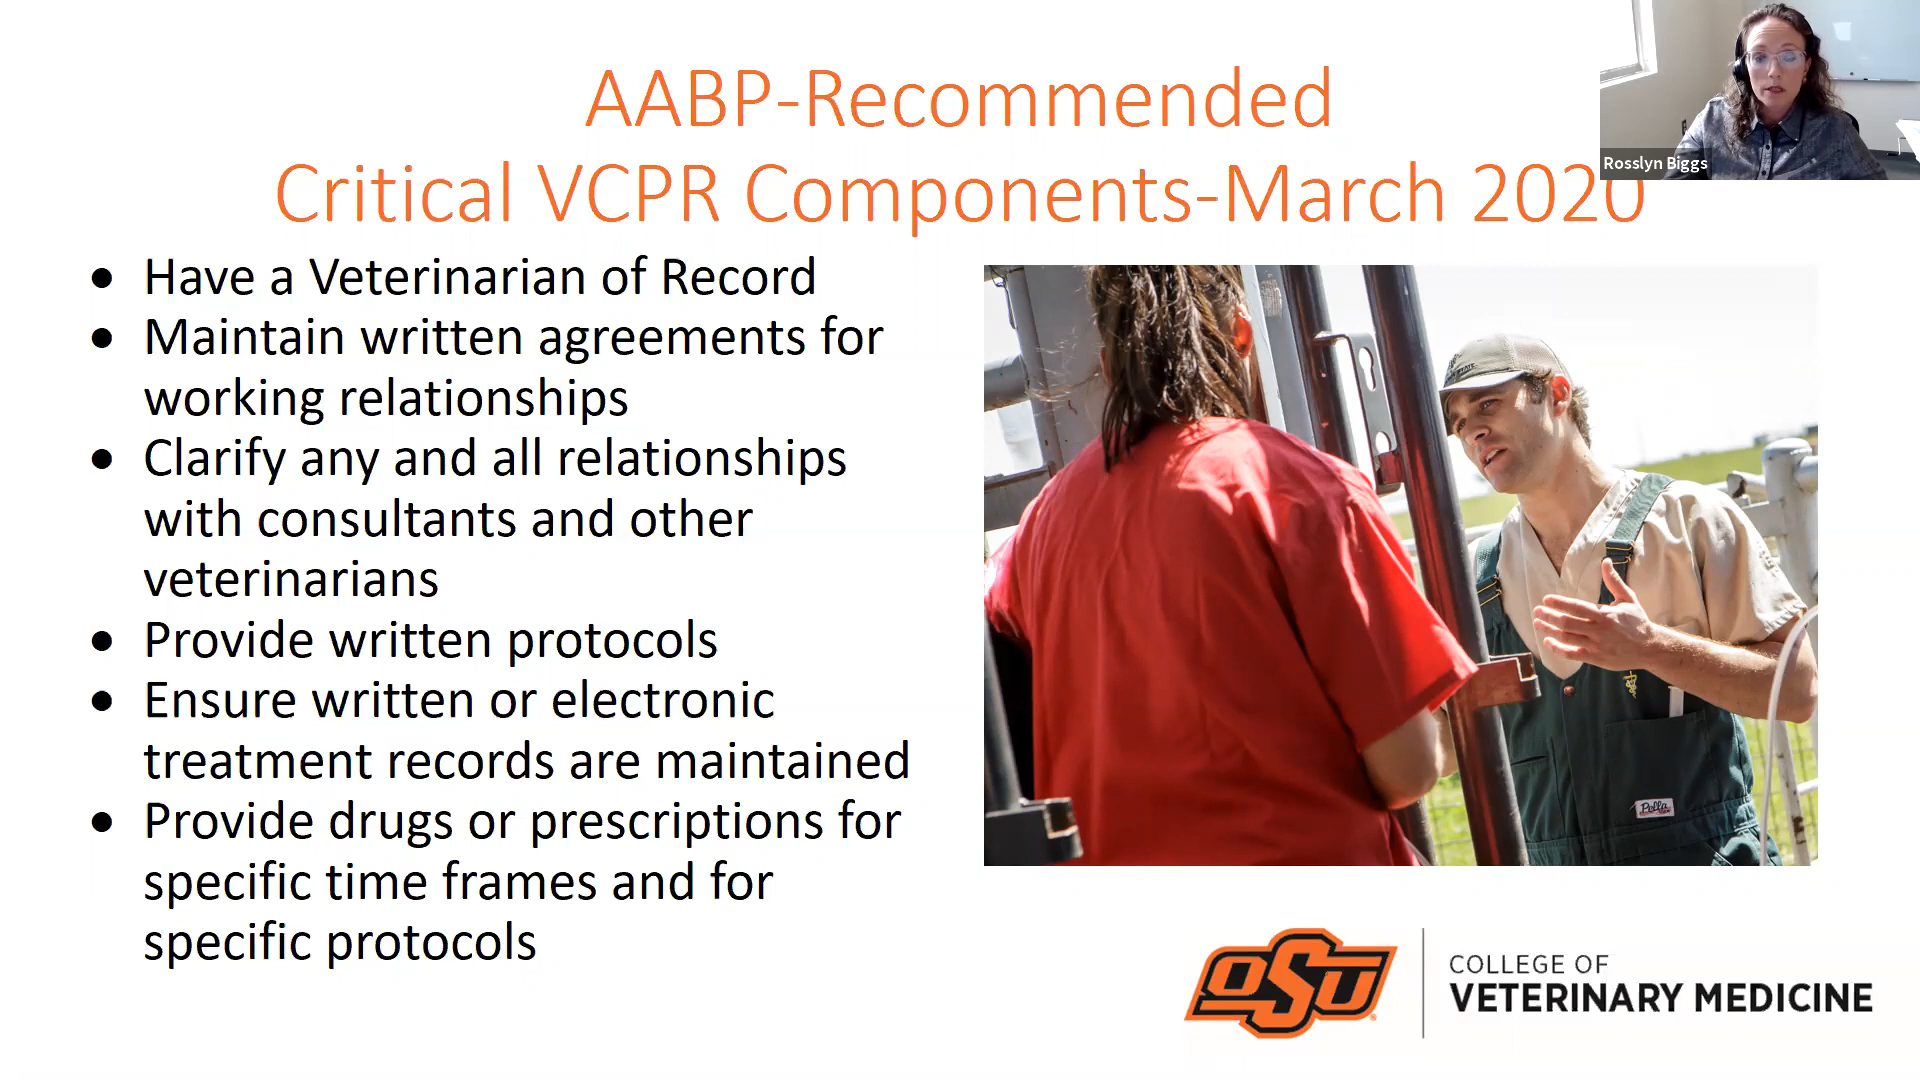 AABP-Recommended
Critical VCPR Components-March 2020
Rosslyn Biggs
• Have a Veterinarian of Record
• Maintain written agreements for
working relationships
• Clarify any and all relationships
with consultants and other
veterinarians
• Provide written protocols
• Ensure written or electronic
treatment records are maintained
• Provide drugs or prescriptions for
specific time frames and for
specific protocols
Polla
OSU
COLLEGE OF
VETERINARY MEDICINE